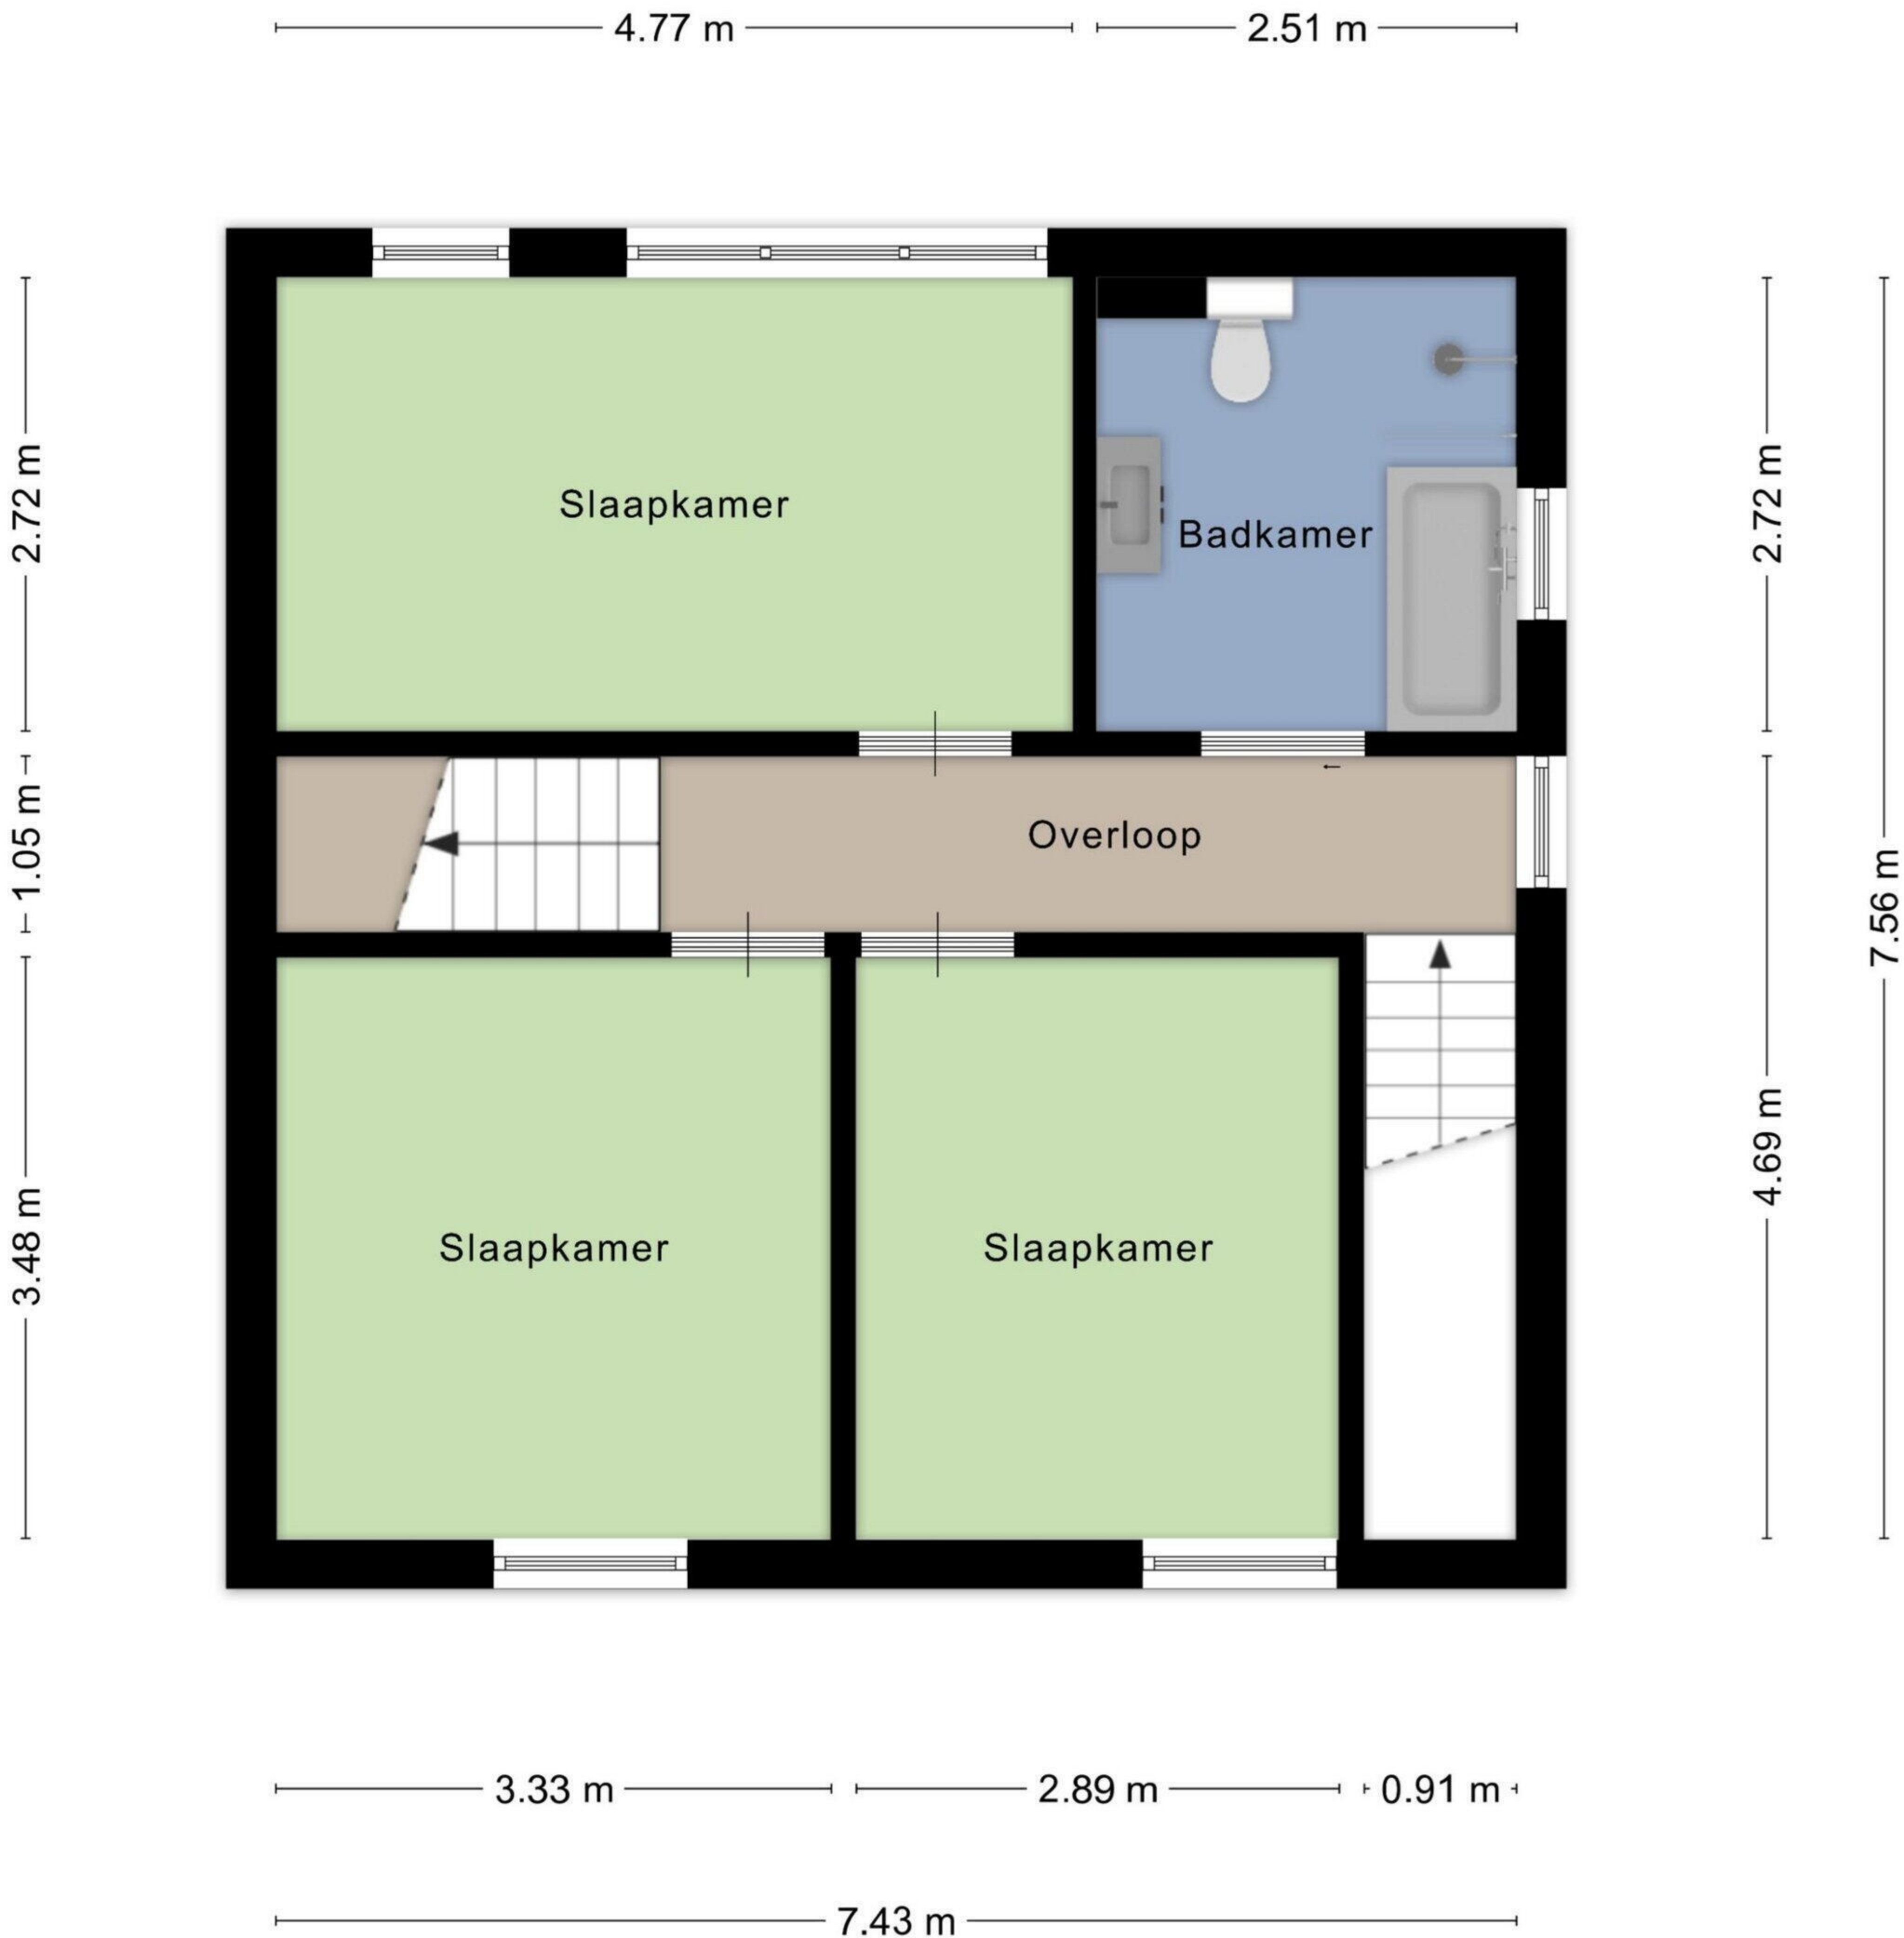 4.77 m
2.51 m
2.72 m
2.72 m
Slaapkamer
Badkamer
1.05 m
Overloop
7.56 m
4.69 m
3.48 m
Slaapkamer
Slaapkamer
3.33 m
2.89 m
0.91 m
7.43 m